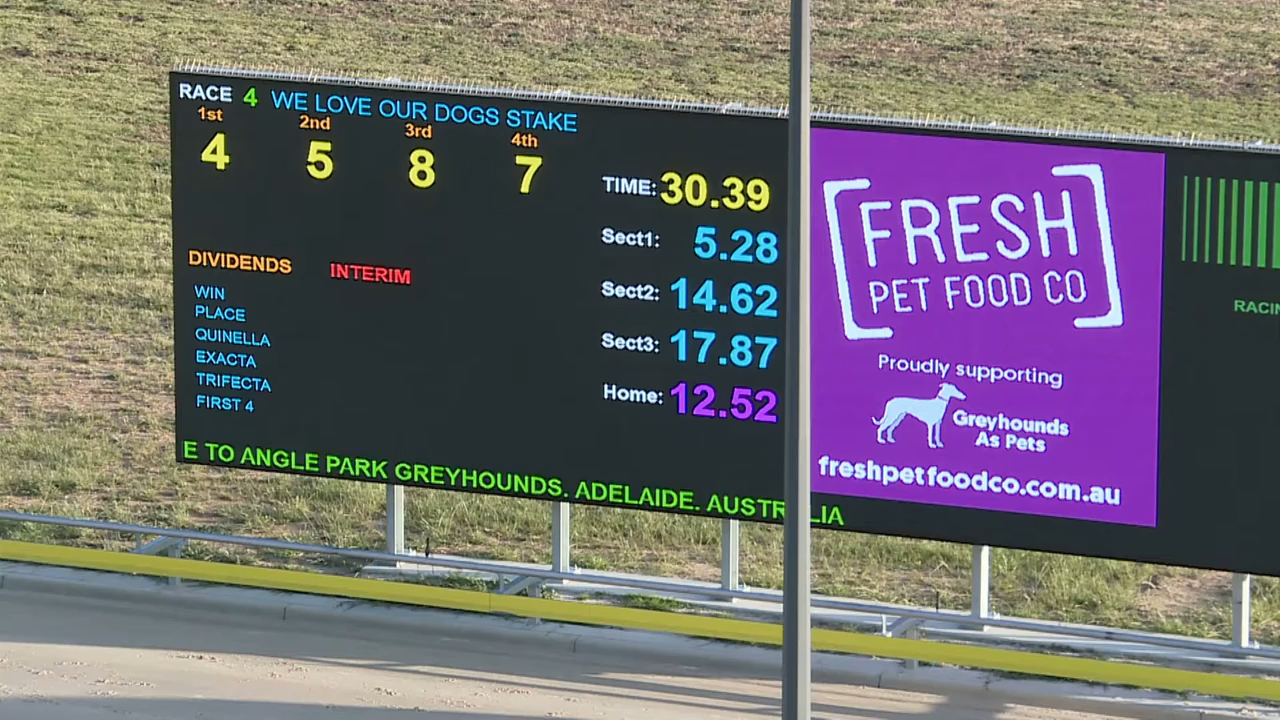 RACE 4 WE LOVE OUR DOGS STAKE
1st 2nd 3rd 4th
4 5 8 7
TIME: 30.39
Sect1: 5.28
Sect2: 14.62
Sect3: 17.87
Home: 12.52
DIVIDENDS INTERIM
WIN
PLACE
QUINELLA
EXACTA
TRIFECTA
FIRST 4
E TO ANGLE PARK GREYHOUNDS. ADELAIDE. AUSTRALIA
FRESH
PET FOOD CO
Proudly supporting
Greyhounds
As Pets
freshpetfoodco.com.au
RACIN